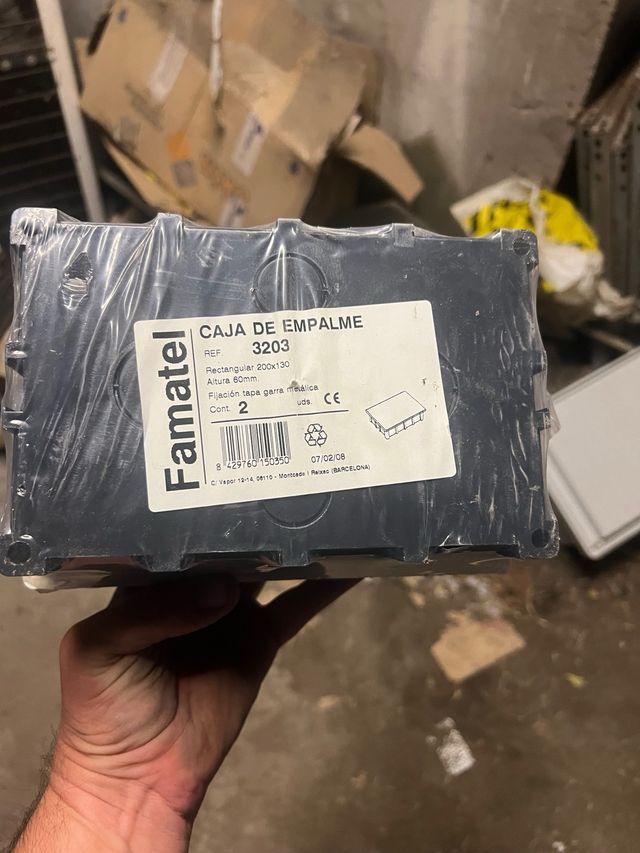 Famatel
CAJA DE EMPALME
REF. 3203
Rectangular 200x130
Altura 60mm.
Fijación tapa garra metálica
Cont. 2 uds. CE
8 429760 150350
07/02/08
C/ Vapor 12-14, 08110 - Montcada i Reixac (BARCELONA)